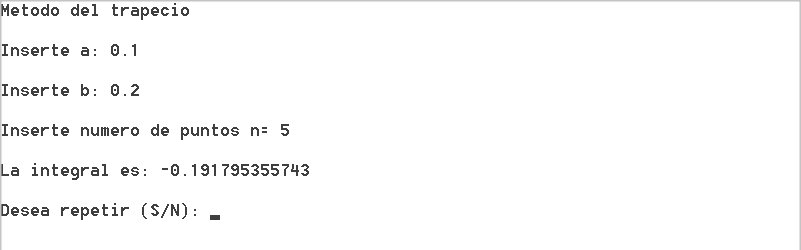 Metodo del trapecio
Inserte a: 0.1
Inserte b: 0.2
Inserte numero de puntos n= 5
La integral es: -0.191795355743
Desea repetir (S/N): _